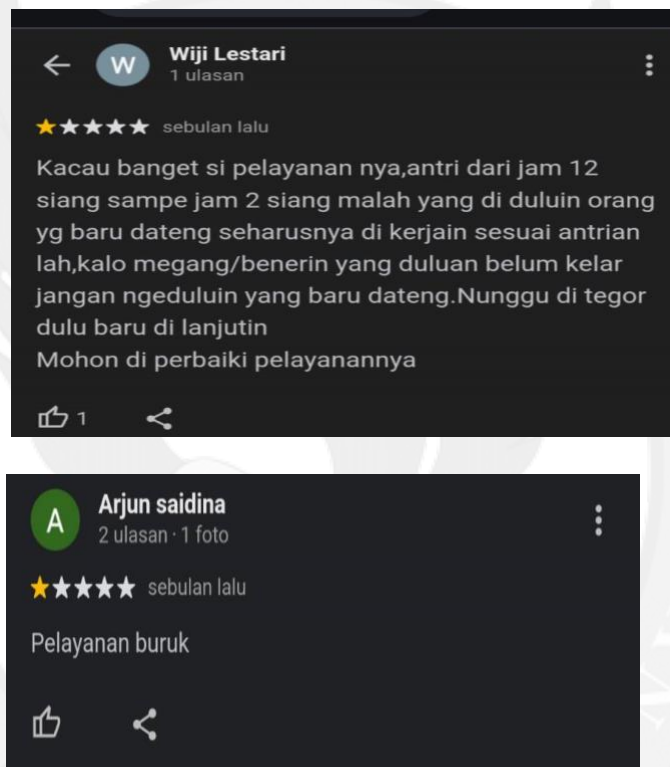 W
Wiji Lestari
1 ulasan
sebulan lalu
Kacau banget si pelayanan nya,antri dari jam 12
siang sampe jam 2 siang malah yang di duluin orang
yg baru dateng seharusnya di kerjain sesuai antrian
lah,kalo megang/benerin yang duluan belum kelar
jangan ngeduluin yang baru dateng.Nunggu di tegor
dulu baru di lanjutin
Mohon di perbaiki pelayanannya
1
A
Arjun saidina
2 ulasan · 1 foto
sebulan lalu
Pelayanan buruk